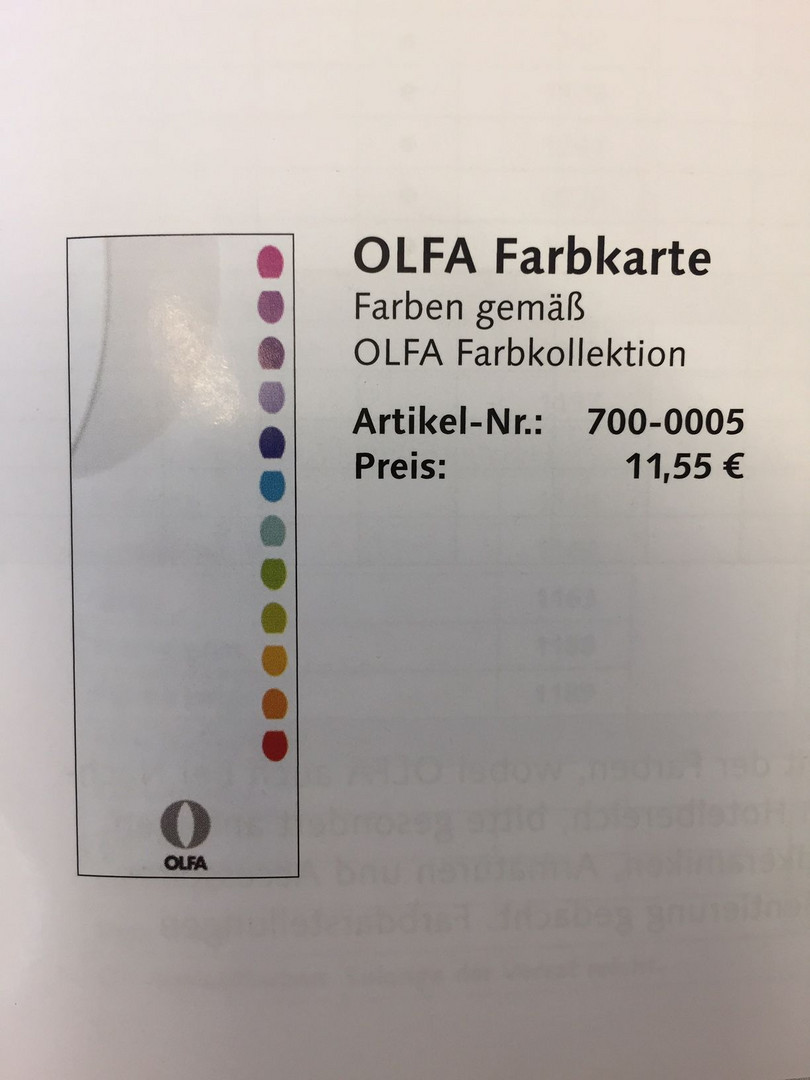 OLFA Farbkarte
Farben gemäß
OLFA Farbkollektion
Artikel-Nr.: 700-0005
Preis: 11,55 €
OLFA